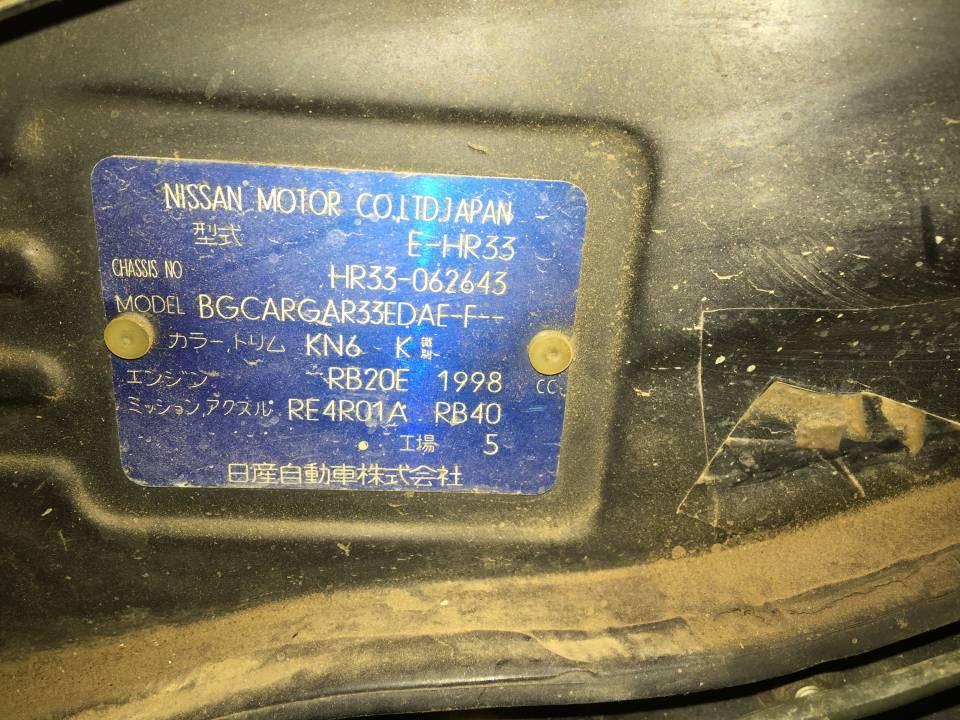 NISSAN MOTOR CO.,LTD.JAPAN
型式 E-HR33
CHASSIS NO HR33-062643
MODEL BGCARGAR33EDAE-F--
カラー,トリム KN6 K 識別
エンジン RB20E 1998 CC
ミッション,アクスル RE4R01A RB40
工場 5
日産自動車株式会社